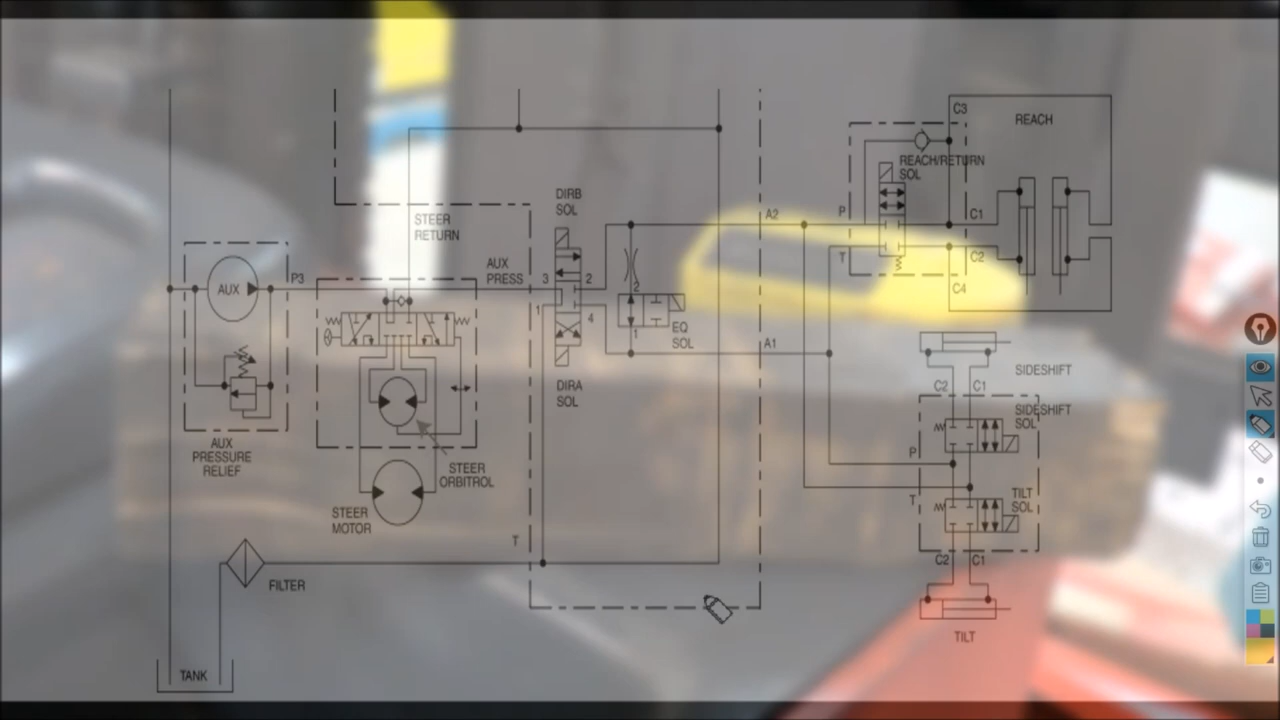 C3
REACH
REACH/RETURN
SOL
DIRB
SOL
STEER
RETURN
A2
P
C1
T
C2
C4
AUX
PRESS
3
2
1
4
2
1
EQ
SOL
A1
P3
AUX
AUX
PRESSURE
RELIEF
DIRA
SOL
STEER
ORBITROL
STEER
MOTOR
SIDESHIFT
C2
C1
SIDESHIFT
SOL
P
T
TILT
SOL
C2
C1
TILT
T
FILTER
TANK